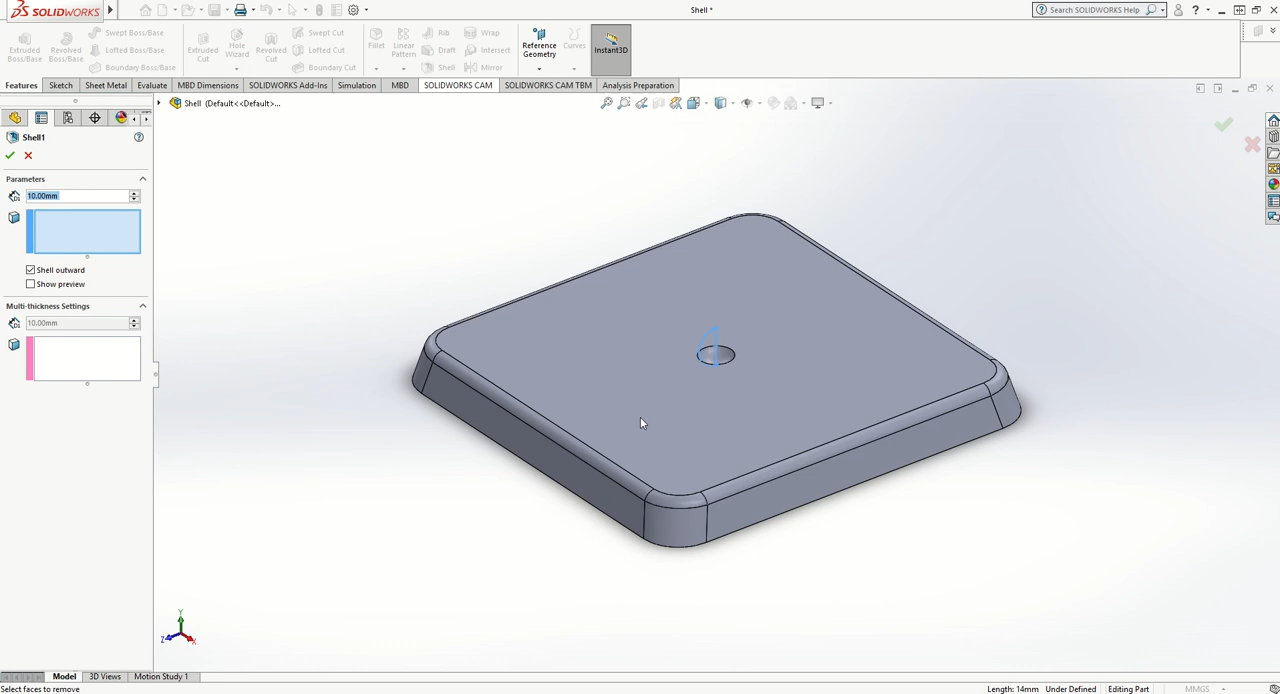 SOLIDWORKS
Shell *
Search SOLIDWORKS Help
Extruded Boss/Base
Revolved Boss/Base
Swept Boss/Base
Lofted Boss/Base
Boundary Boss/Base
Extruded Cut
Hole Wizard
Revolved Cut
Swept Cut
Lofted Cut
Boundary Cut
Fillet
Linear Pattern
Rib
Draft
Shell
Wrap
Intersect
Mirror
Reference Geometry
Curves
Instant3D
Features
Sketch
Sheet Metal
Evaluate
MBD Dimensions
SOLIDWORKS Add-Ins
Simulation
MBD
SOLIDWORKS CAM
SOLIDWORKS CAM TBM
Analysis Preparation
Shell (Default<<Default>...
Shell1
Parameters
10.00mm
Shell outward
Show preview
Multi-thickness Settings
10.00mm
Y
Z
X
Model
3D Views
Motion Study 1
Select faces to remove
Length: 14mm
Under Defined
Editing Part
MMGS